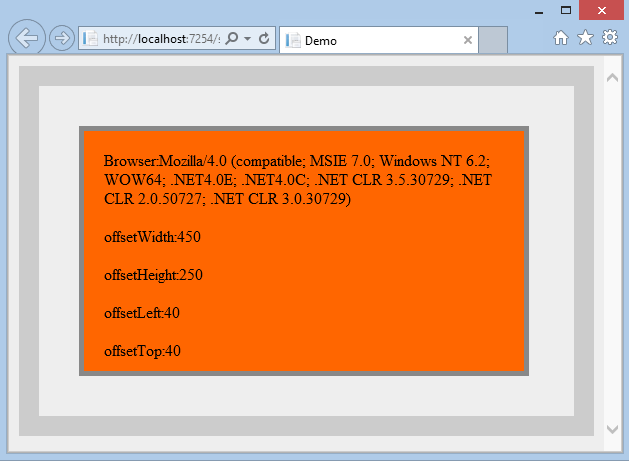 http://localhost:7254/
Demo
Browser:Mozilla/4.0 (compatible; MSIE 7.0; Windows NT 6.2;
WOW64; .NET4.0E; .NET4.0C; .NET CLR 3.5.30729; .NET
CLR 2.0.50727; .NET CLR 3.0.30729)
offsetWidth:450
offsetHeight:250
offsetLeft:40
offsetTop:40